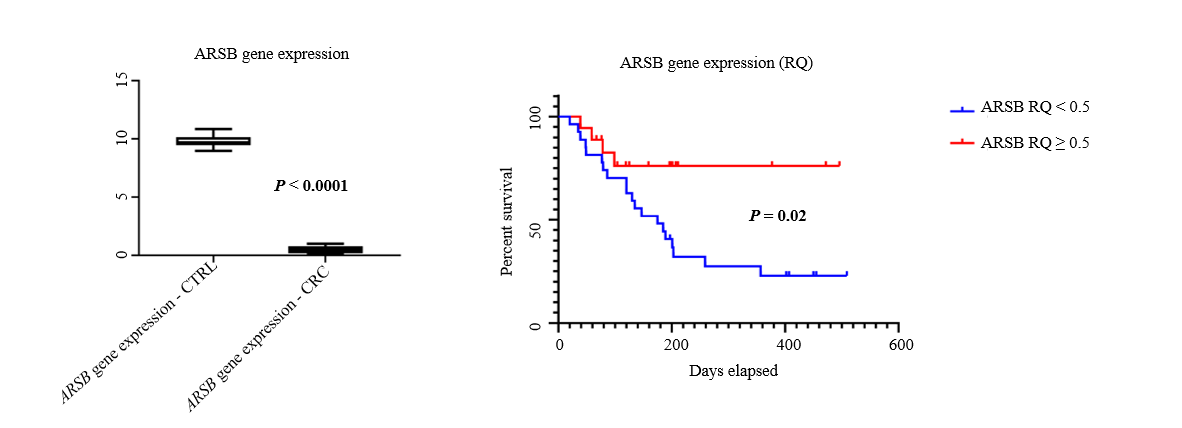 ARSB gene expression
15
10
5
0
P < 0.0001
ARSB gene expression - CTRL
ARSB gene expression - CRC
ARSB gene expression (RQ)
Percent survival
100
50
0
P = 0.02
0 200 400 600
Days elapsed
ARSB RQ < 0.5
ARSB RQ ≥ 0.5